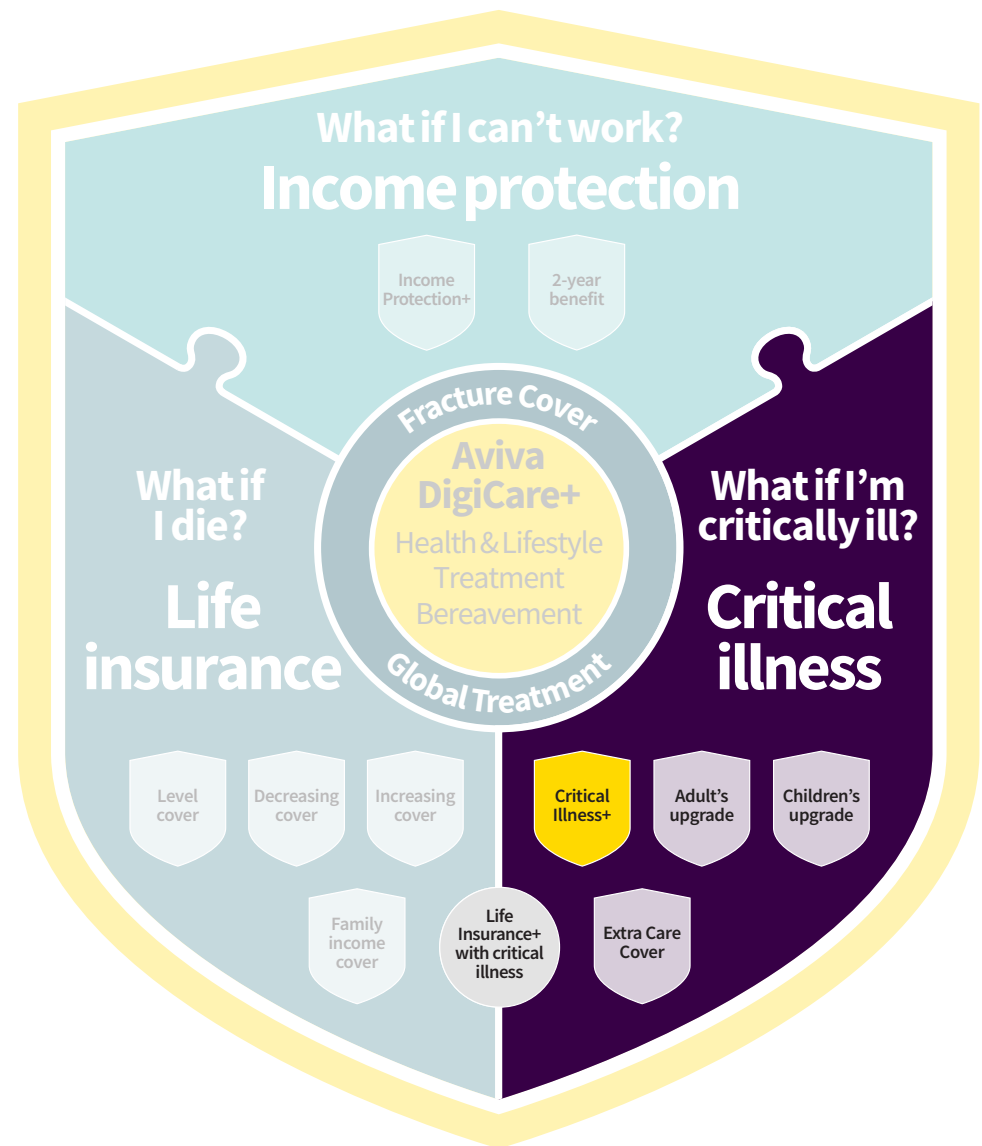 What if I can’t work?
Income protection
Income
Protection+
2-year
benefit
Fracture Cover
Aviva
DigiCare+
Health & Lifestyle
Treatment
Bereavement
Global Treatment
What if
I die?
Life
insurance
What if I’m
critically ill?
Critical
illness
Level
cover
Decreasing
cover
Increasing
cover
Critical
Illness+
Adult’s
upgrade
Children’s
upgrade
Family
income
cover
Life
Insurance+
with critical
illness
Extra Care
Cover